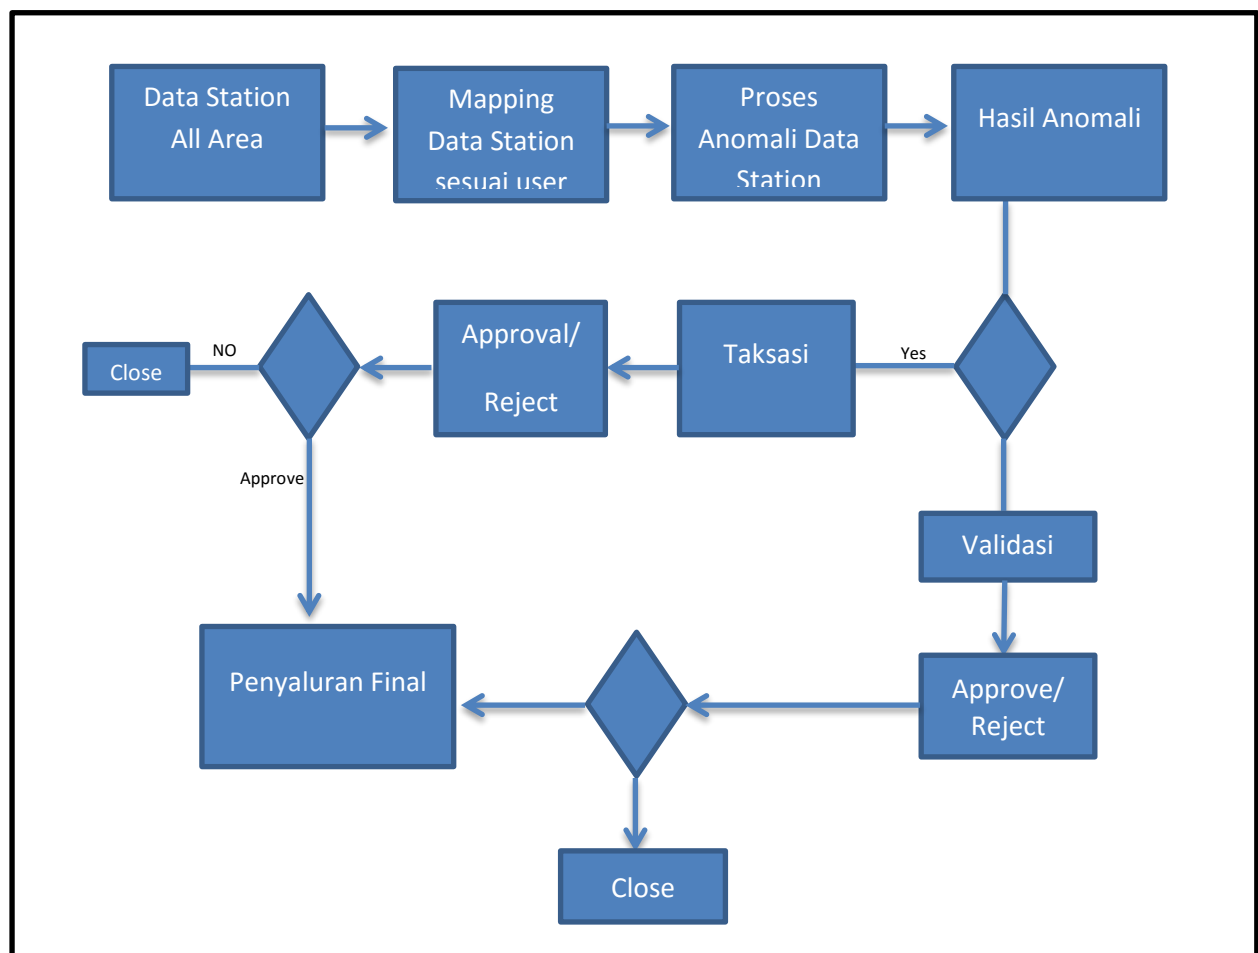 Data Station
All Area
Mapping
Data Station
sesuai user
Proses
Anomali Data
Station
Hasil Anomali
Close
NO
Approval/
Reject
Taksasi
Yes
Approve
Validasi
Penyaluran Final
Approve/
Reject
Close